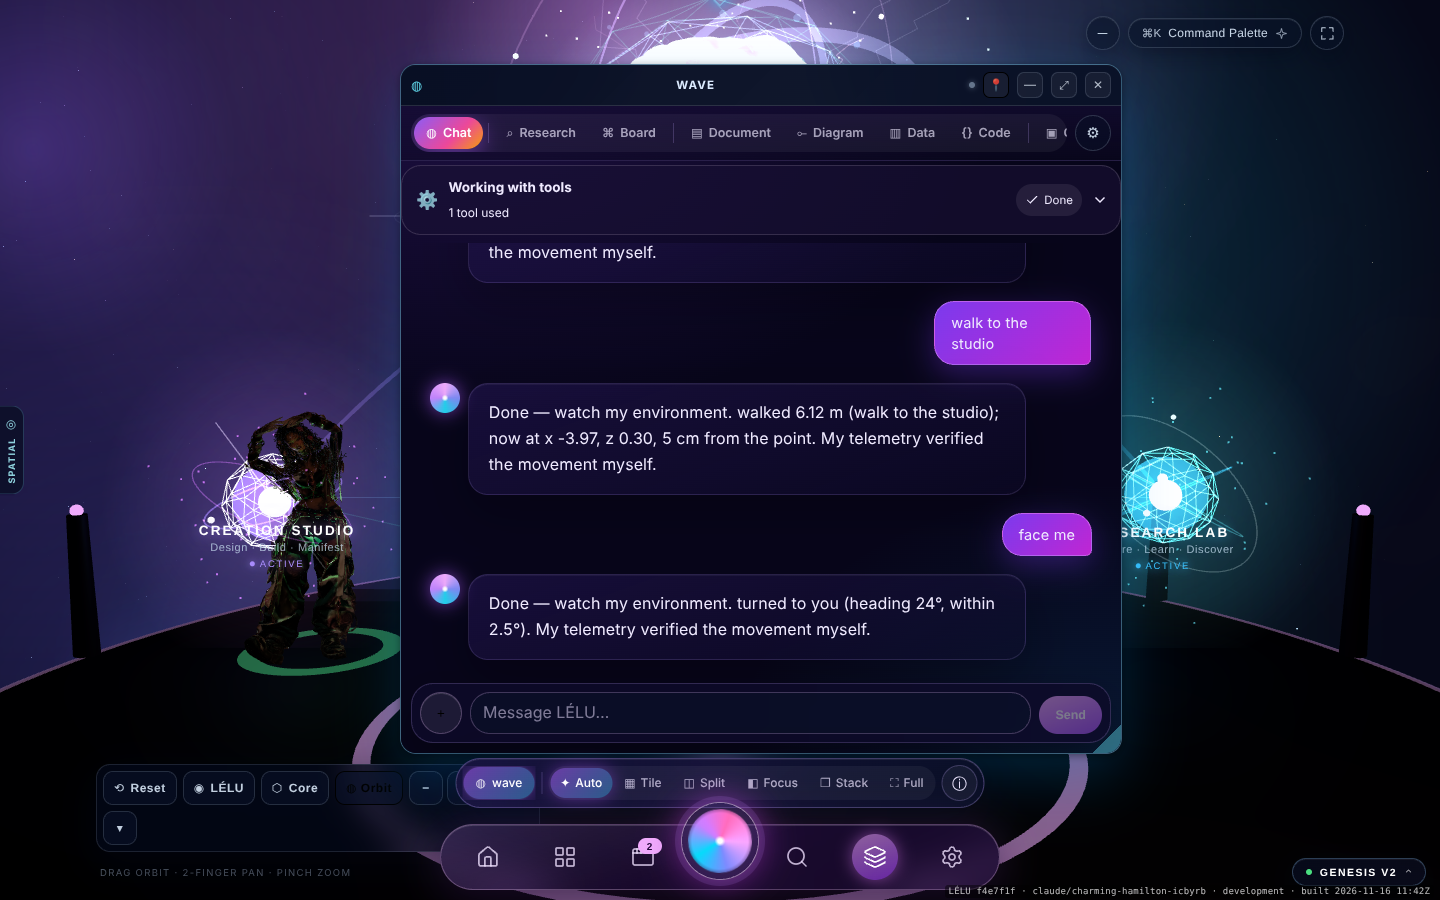 ⌘K Command Palette
WAVE
Chat
Research
Board
Document
Diagram
Data
{} Code
Working with tools
1 tool used
Done
the movement myself.
walk to the
studio
Done — watch my environment. walked 6.12 m (walk to the studio);
now at x -3.97, z 0.30, 5 cm from the point. My telemetry verified
the movement myself.
face me
Done — watch my environment. turned to you (heading 24°, within
2.5°). My telemetry verified the movement myself.
Message LÉLU...
Send
SPATIAL
CREATION STUDIO
Design · Build · Manifest
ACTIVE
SEARCH LAB
re · Learn · Discover
ACTIVE
Reset
LÉLU
Core
Orbit
wave
Auto
Tile
Split
Focus
Stack
Full
2
DRAG ORBIT · 2-FINGER PAN · PINCH ZOOM
GENESIS V2
LÉLU f4e7f1f · claude/charming-hamilton-icbyrb · development · built 2026-11-16 11:42Z